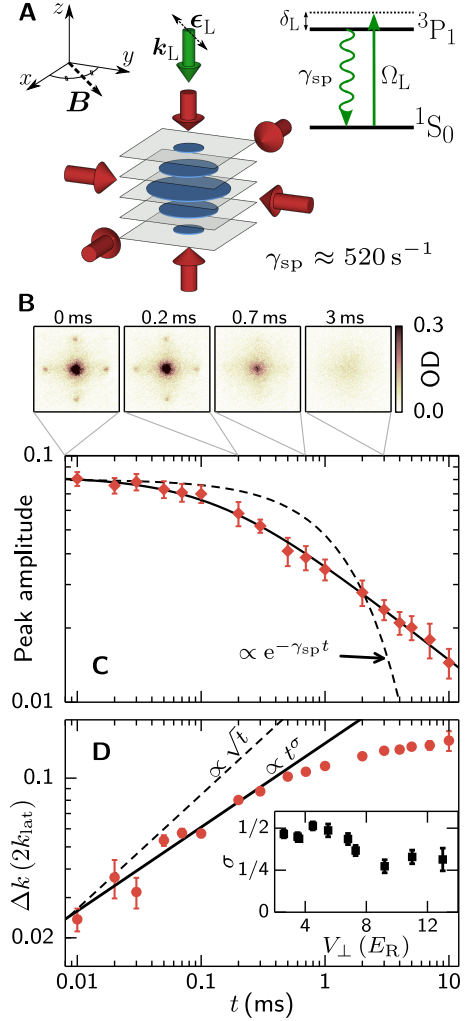 A
z
y
x
B
k_L
ϵ_L
δ_L
³P₁
γ_sp
Ω_L
¹S₀
γ_sp ≈ 520 s⁻¹
B
0 ms
0.2 ms
0.7 ms
3 ms
0.3
OD
0.0
0.1
Peak amplitude
∝ e^{−γ_sp t}
C
0.01
D
∝ √t
∝ t^σ
0.1
Δk (2k_lat)
0.02
σ
1/2
1/4
0
4
8
12
V_⊥ (E_R)
0.01
0.1
1
10
t (ms)